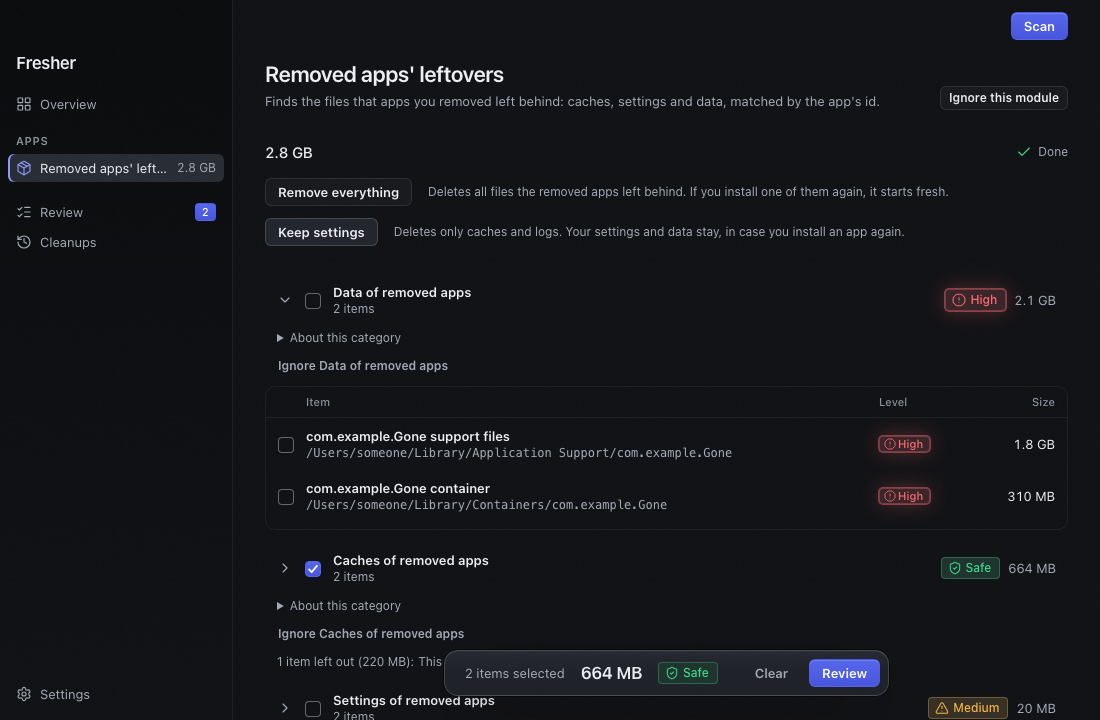 Scan
Fresher
Overview
APPS
Removed apps' left... 2.8 GB
Review 2
Cleanups
Settings
Removed apps' leftovers
Finds the files that apps you removed left behind: caches, settings and data, matched by the app's id.
Ignore this module
2.8 GB
Done
Remove everything Deletes all files the removed apps left behind. If you install one of them again, it starts fresh.
Keep settings Deletes only caches and logs. Your settings and data stay, in case you install an app again.
Data of removed apps
2 items
High 2.1 GB
About this category
Ignore Data of removed apps
Item Level Size
com.example.Gone support files
/Users/someone/Library/Application Support/com.example.Gone
High 1.8 GB
com.example.Gone container
/Users/someone/Library/Containers/com.example.Gone
High 310 MB
Caches of removed apps
2 items
Safe 664 MB
About this category
Ignore Caches of removed apps
1 item left out (220 MB): This
2 items selected 664 MB Safe Clear Review
Settings of removed apps
2 items
Medium 20 MB